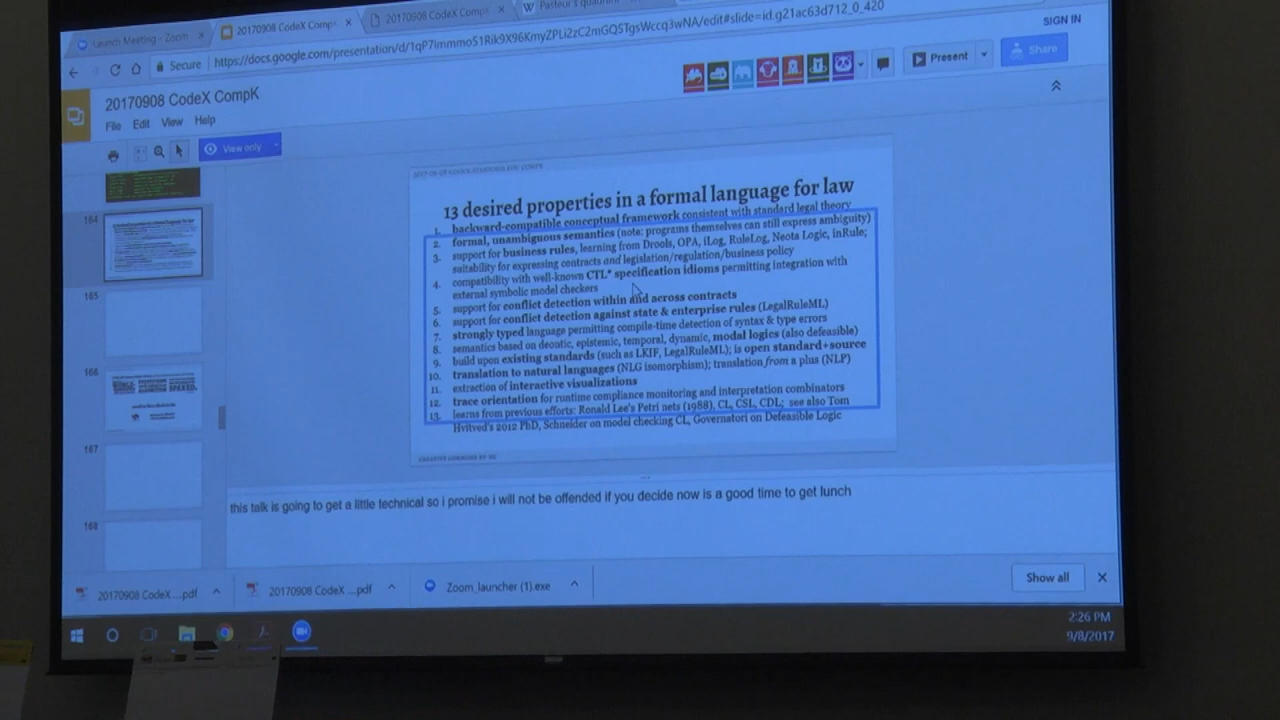 Launch Meeting - Zoom
20170908 CodeX CompK
20170908 CodeX Comp
Pasteur's quadran
Secure
https://docs.google.com/presentation/d/1qP7Immmo51Rik9X96KmyZPLi2zC2mGQSTgsWccq3wNA/edit#slide=id.g21ac63d712_0_420
SIGN IN
20170908 CodeX CompK
Present
Share
File Edit View Help
View only
164
165
166
167
168
13 desired properties in a formal language for law
1. backward-compatible conceptual framework consistent with standard legal theory
2. formal, unambiguous semantics (note: programs themselves can still express ambiguity)
3. support for business rules, learning from Drools, OPA, iLog, RuleLog, Neota Logic, inRule;
suitability for expressing contracts and legislation/regulation/business policy
4. compatibility with well-known CTL* specification idioms permitting integration with
external symbolic model checkers
5. support for conflict detection within and across contracts
6. support for conflict detection against state & enterprise rules (LegalRuleML)
7. strongly typed language permitting compile-time detection of syntax & type errors
8. semantics based on deontic, epistemic, temporal, dynamic, modal logics (also defeasible)
9. build upon existing standards (such as LKIF, LegalRuleML); is open standard+source
10. translation to natural languages (NLG isomorphism); translation from a plus (NLP)
11. extraction of interactive visualizations
12. trace orientation for runtime compliance monitoring and interpretation combinators
13. learns from previous efforts: Ronald Lee's Petri nets (1988), CL, CSL, CDL; see also Tom
Hvitved's 2012 PhD, Schneider on model checking CL, Governatori on Defeasible Logic
this talk is going to get a little technical so i promise i will not be offended if you decide now is a good time to get lunch
20170908 CodeX ....pdf
20170908 CodeX ....pdf
Zoom_launcher (1).exe
Show all
2:26 PM
9/8/2017